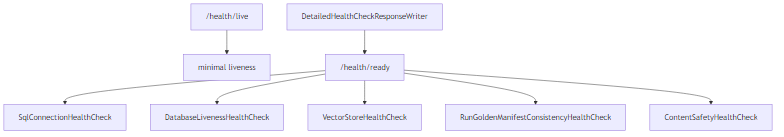 /health/live
DetailedHealthCheckResponseWriter
minimal liveness
/health/ready
SqlConnectionHealthCheck
DatabaseLivenessHealthCheck
VectorStoreHealthCheck
RunGoldenManifestConsistencyHealthCheck
ContentSafetyHealthCheck